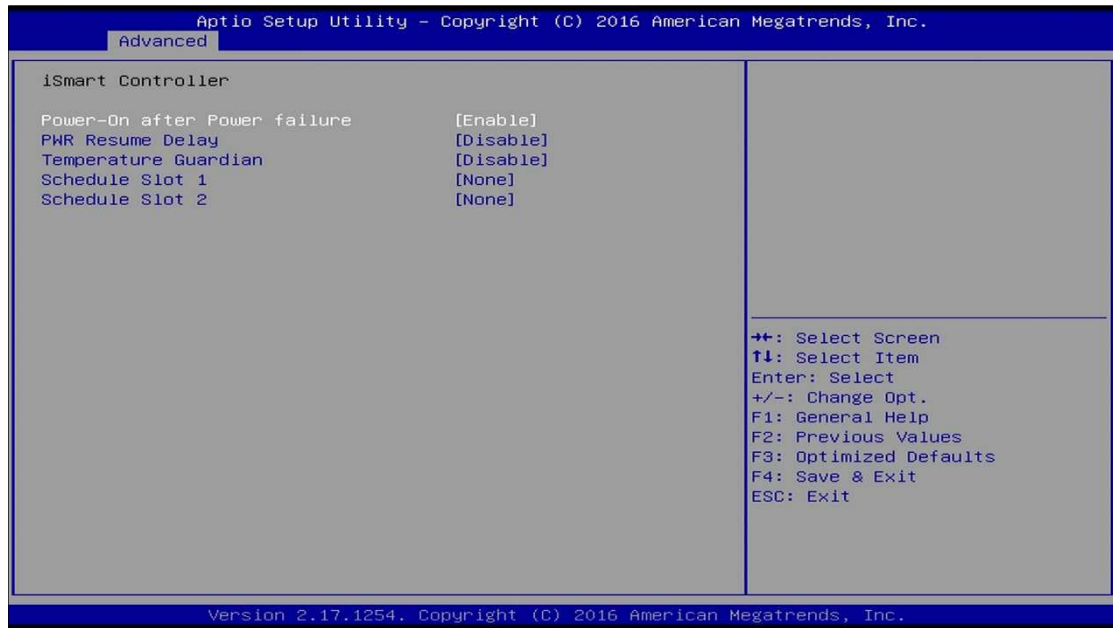 Aptio Setup Utility – Copyright (C) 2016 American Megatrends, Inc.
Advanced
iSmart Controller
Power-On after Power failure [Enable]
PWR Resume Delay [Disable]
Temperature Guardian [Disable]
Schedule Slot 1 [None]
Schedule Slot 2 [None]
→←: Select Screen
↑↓: Select Item
Enter: Select
+/-: Change Opt.
F1: General Help
F2: Previous Values
F3: Optimized Defaults
F4: Save & Exit
ESC: Exit
Version 2.17.1254. Copyright (C) 2016 American Megatrends, Inc.